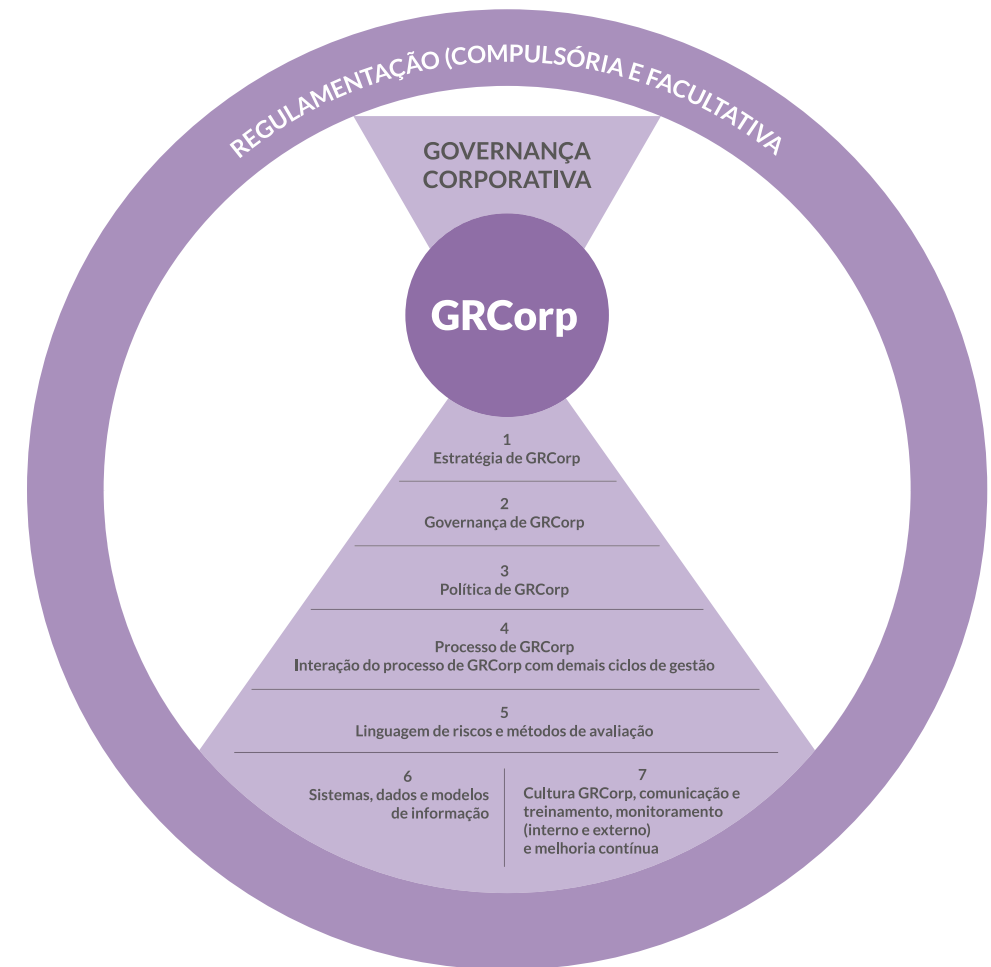 REGULAMENTAÇÃO (COMPULSÓRIA E FACULTATIVA
GOVERNANÇA
CORPORATIVA
GRCorp
1
Estratégia de GRCorp
2
Governança de GRCorp
3
Política de GRCorp
4
Processo de GRCorp
Interação do processo de GRCorp com demais ciclos de gestão
5
Linguagem de riscos e métodos de avaliação
6
Sistemas, dados e modelos
de informação
7
Cultura GRCorp, comunicação e
treinamento, monitoramento
(interno e externo)
e melhoria contínua